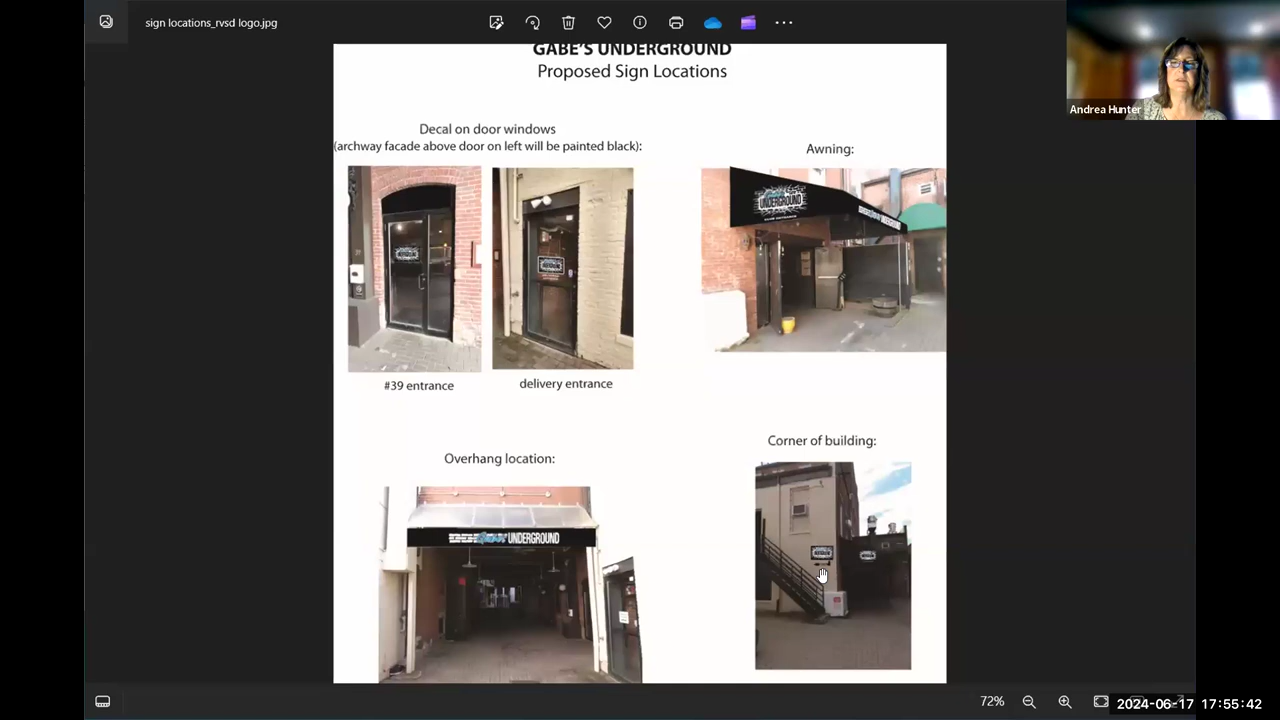 sign locations_rvsd logo.jpg
Andrea Hunter
GABE'S UNDERGROUND
Proposed Sign Locations
Decal on door windows
(archway facade above door on left will be painted black):
Awning:
UNDERGROUND
#39 entrance
delivery entrance
Overhang location:
Corner of building:
UNDERGROUND
72%
2024-06-17 17:55:42